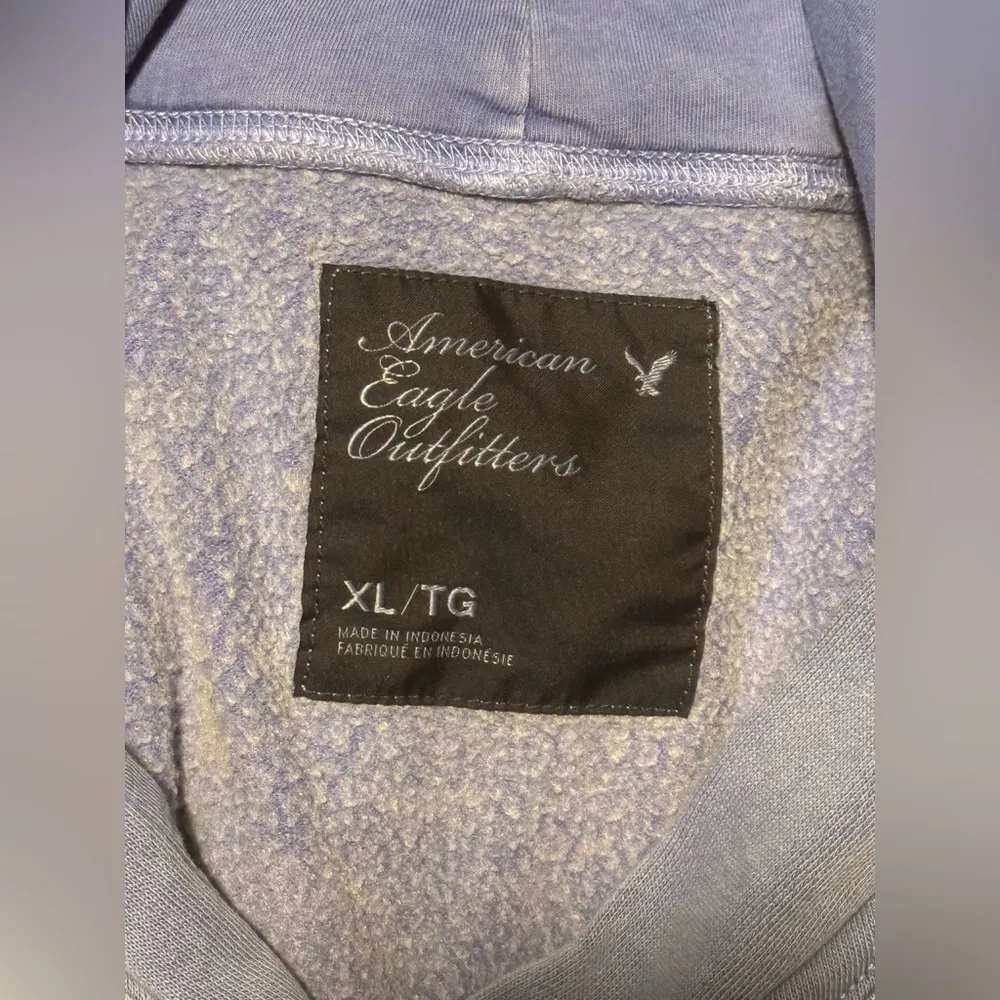 American
Eagle
Outfitters
XL/TG
MADE IN INDONESIA
FABRIQUÉ EN INDONÉSIE